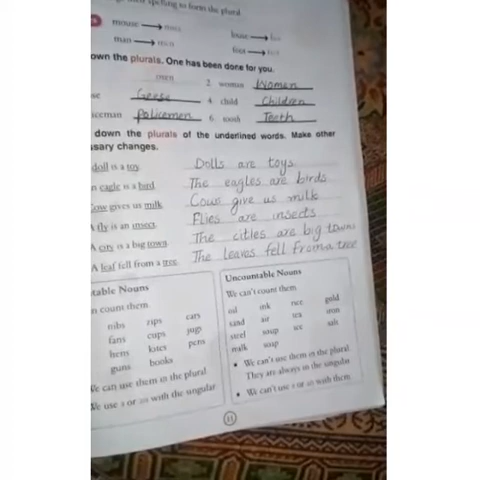 their spelling to form the plural
mouse → mice louse → lice
man → men foot → feet
own the plurals. One has been done for you.
oxen 2. woman Women
se Geese 4. child Children
iceman Policemen 6. tooth Teeth
down the plurals of the underlined words. Make other
ssary changes.
doll is a toy. Dolls are toys
n eagle is a bird. The eagles are birds
Cow gives us milk. Cows give us milk
A fly is an insect. Flies are insects
A city is a big town. The cities are big towns
A leaf fell from a tree. The leaves fell from a tree
table Nouns
n count them.
nibs rips cars
fans cups jugs
hens kites pens
guns books
We can use them in the plural
We use a or an with the singular
Uncountable Nouns
We can't count them
oil ink rice gold
sand air tea iron
steel soup ice salt
milk soap
• We can't use them in the plural
They are always in the singular
• We can't use a or an with them